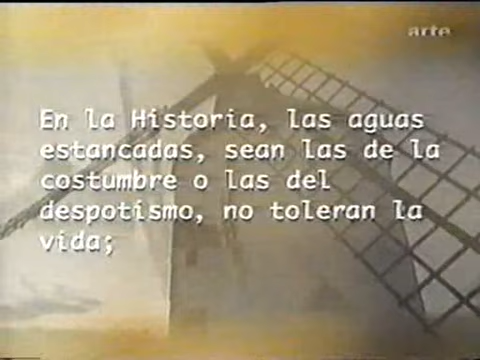 arte
En la Historia, las aguas
estancadas, sean las de la
costumbre o las del
despotismo, no toleran la
vida;